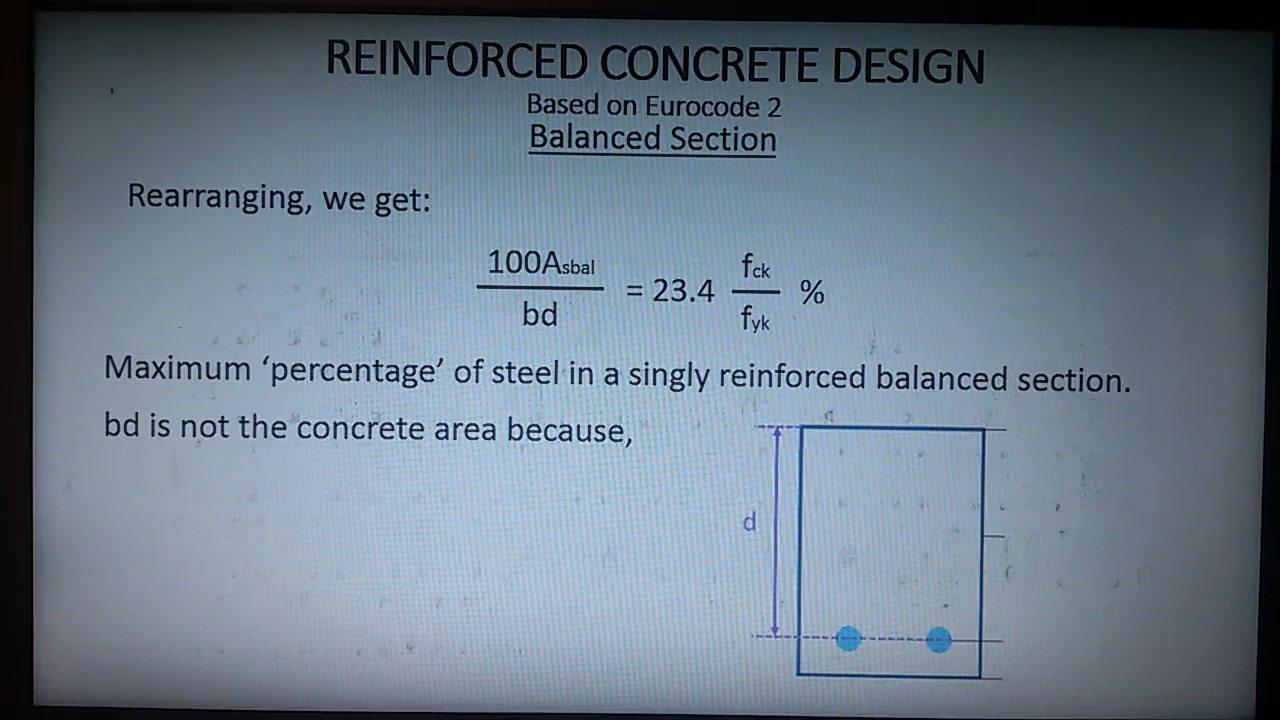 REINFORCED CONCRETE DESIGN
Based on Eurocode 2
Balanced Section
Rearranging, we get:
100Asbal
bd
= 23.4
fck
fyk
%
Maximum ‘percentage’ of steel in a singly reinforced balanced section.
bd is not the concrete area because,
d